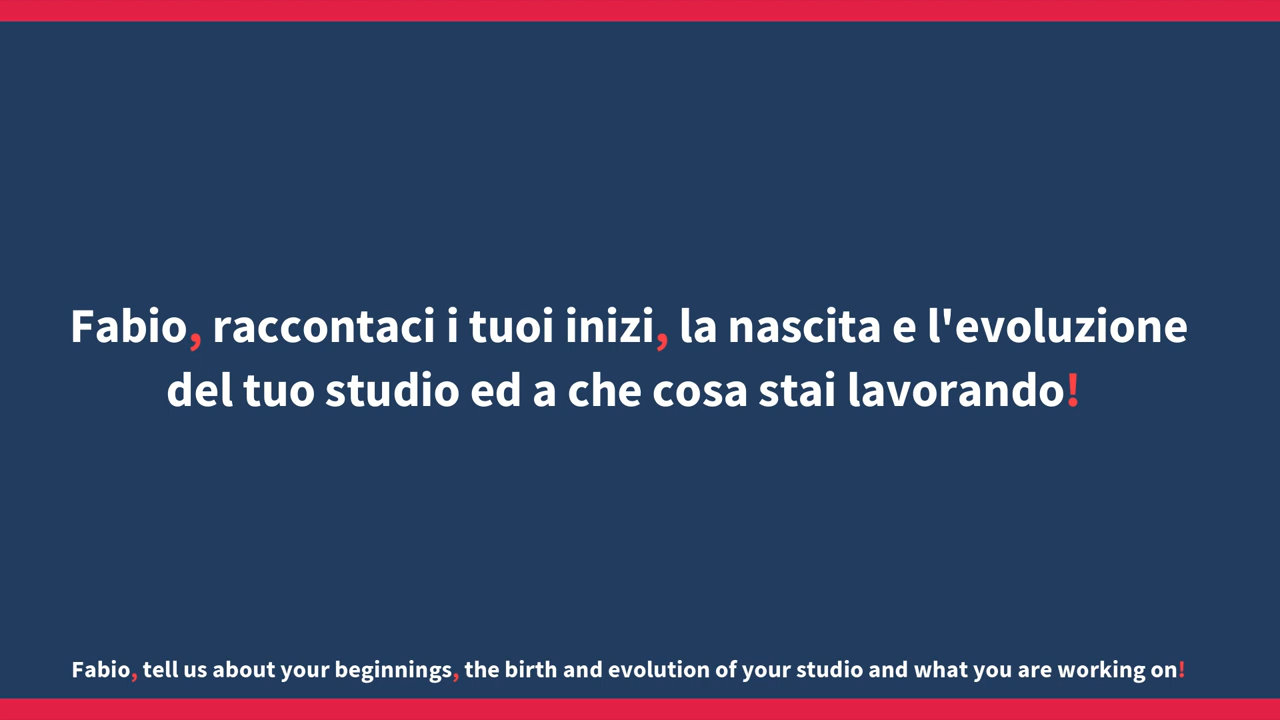 Fabio, raccontaci i tuoi inizi, la nascita e l'evoluzione
del tuo studio ed a che cosa stai lavorando!
Fabio, tell us about your beginnings, the birth and evolution of your studio and what you are working on!